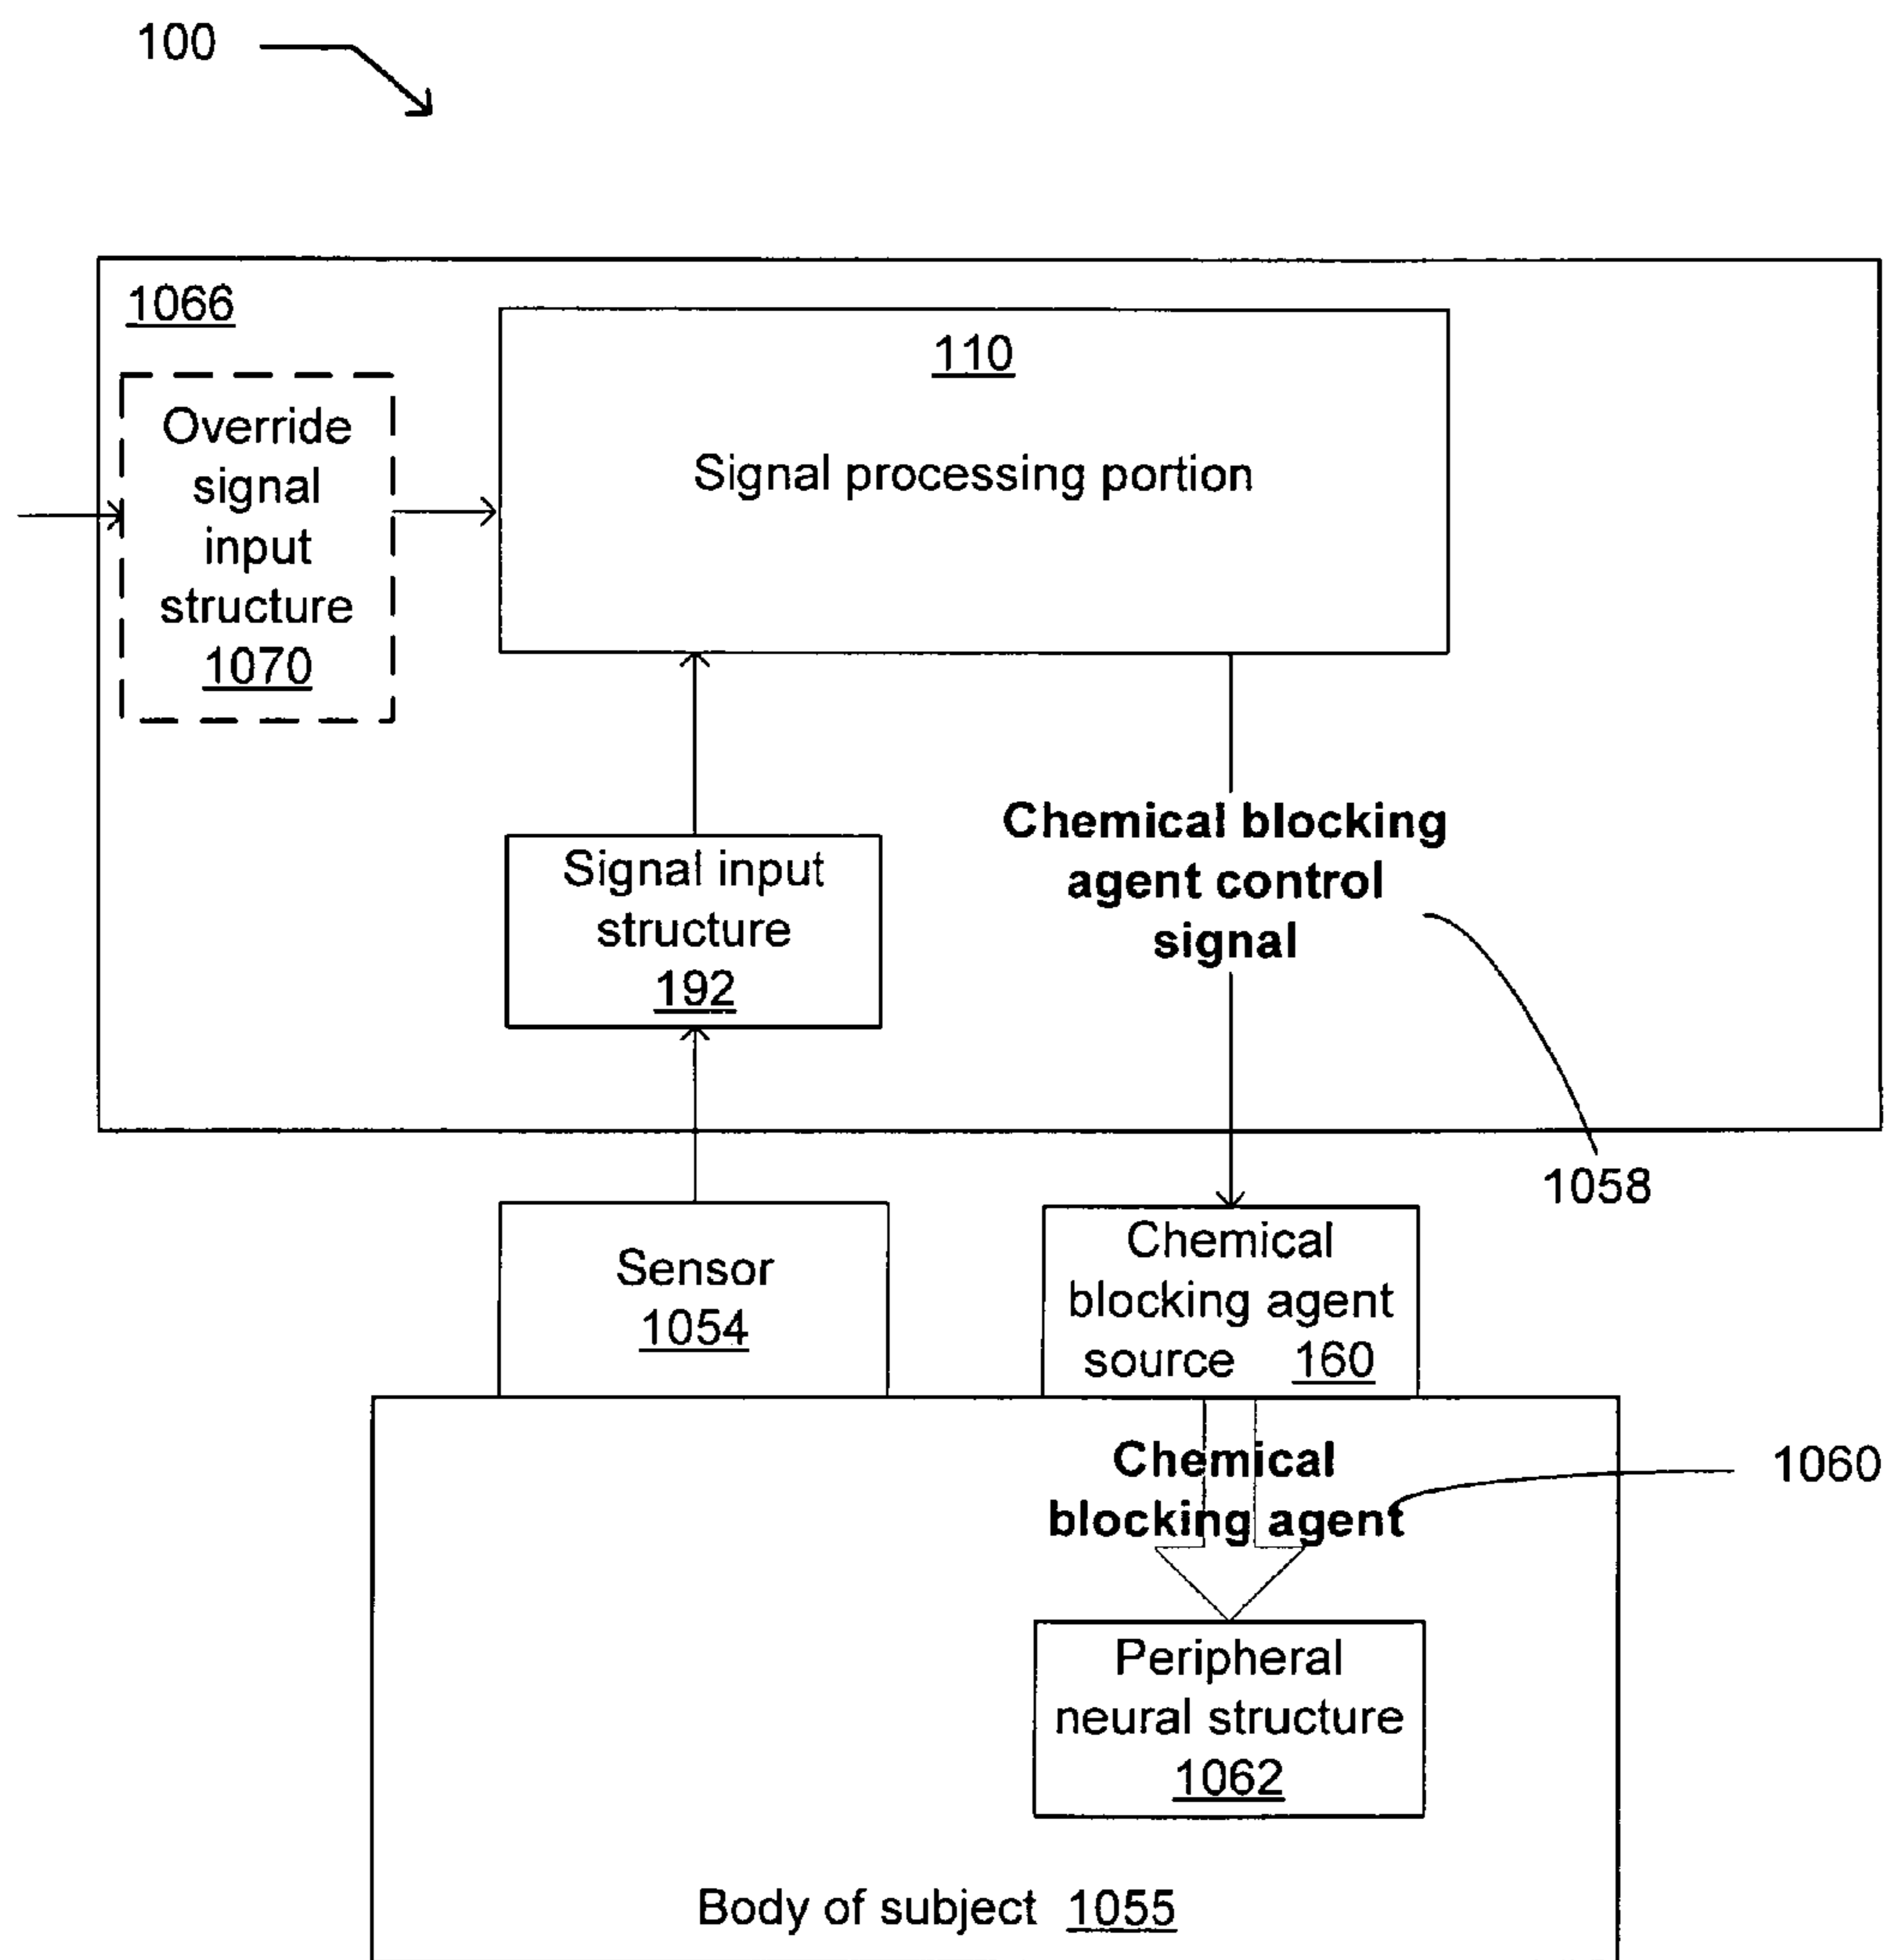 100
1066
110
Override
signal
input
structure
1070
Signal processing portion
Signal input
structure
192
Chemical blocking
agent control
signal
1058
Sensor
1054
Chemical
blocking agent
source 160
Chemical
blocking agent
1060
Peripheral
neural structure
1062
Body of subject 1055